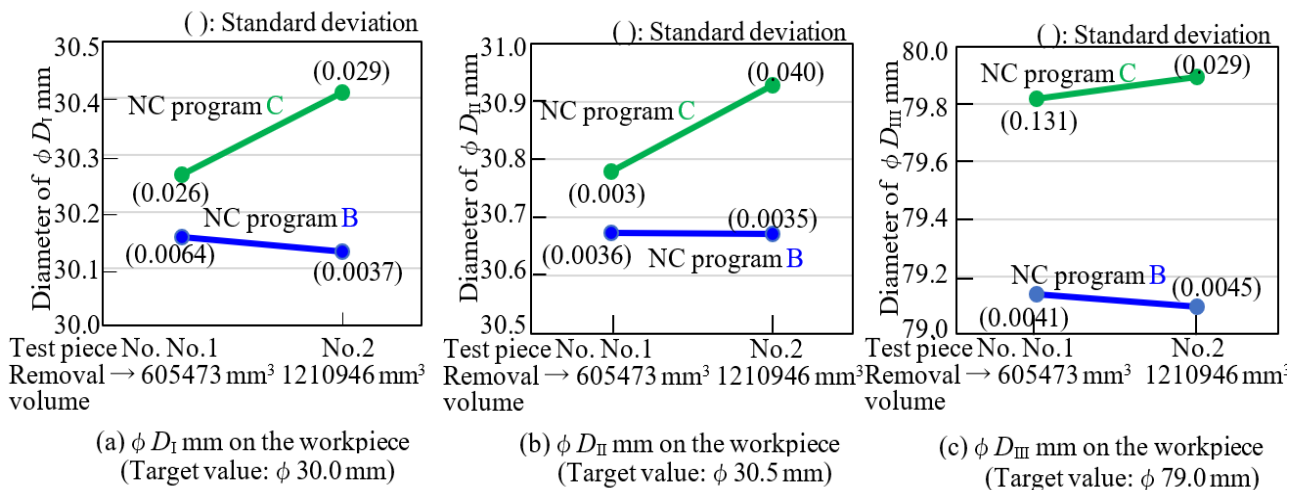 ( ): Standard deviation
Diameter of ϕ D_I mm
30.5
30.4
30.3
30.2
30.1
30.0
(0.029)
NC program C
(0.026)
NC program B
(0.0064)
(0.0037)
Test piece No. No.1 No.2
Removal → 605473 mm³ 1210946 mm³
volume
(a) ϕ D_I mm on the workpiece
(Target value: ϕ 30.0 mm)
( ): Standard deviation
Diameter of ϕ D_II mm
31.0
30.9
30.8
30.7
30.6
30.5
(0.040)
NC program C
(0.003)
(0.0035)
(0.0036)
NC program B
No.1 No.2
→ 605473 mm³ 1210946 mm³
Test piece No.
Removal
volume
(b) ϕ D_II mm on the workpiece
(Target value: ϕ 30.5 mm)
( ): Standard deviation
Diameter of ϕ D_III mm
80.0
79.8
79.6
79.4
79.2
79.0
NC program C
(0.029)
(0.131)
NC program B
(0.0045)
(0.0041)
Test piece No. No.1 No.2
Removal → 605473 mm³ 1210946 mm³
volume
(c) ϕ D_III mm on the workpiece
(Target value: ϕ 79.0 mm)